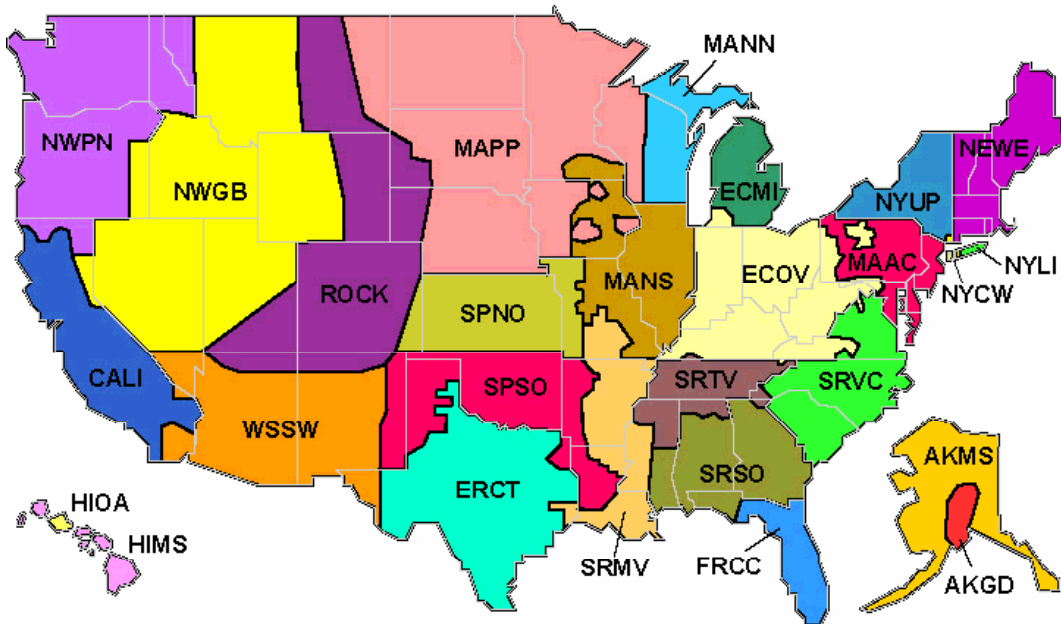 MANN
NWPN
MAPP
NEWE
NWGB
ECMI
NYUP
ROCK
MANS
ECOV
MAAC
NYLI
NYCW
SPNO
CALI
SPSO
SRTV
SRVC
WSSW
ERCT
SRSO
AKMS
HIOA
HIMS
SRMV
FRCC
AKGD